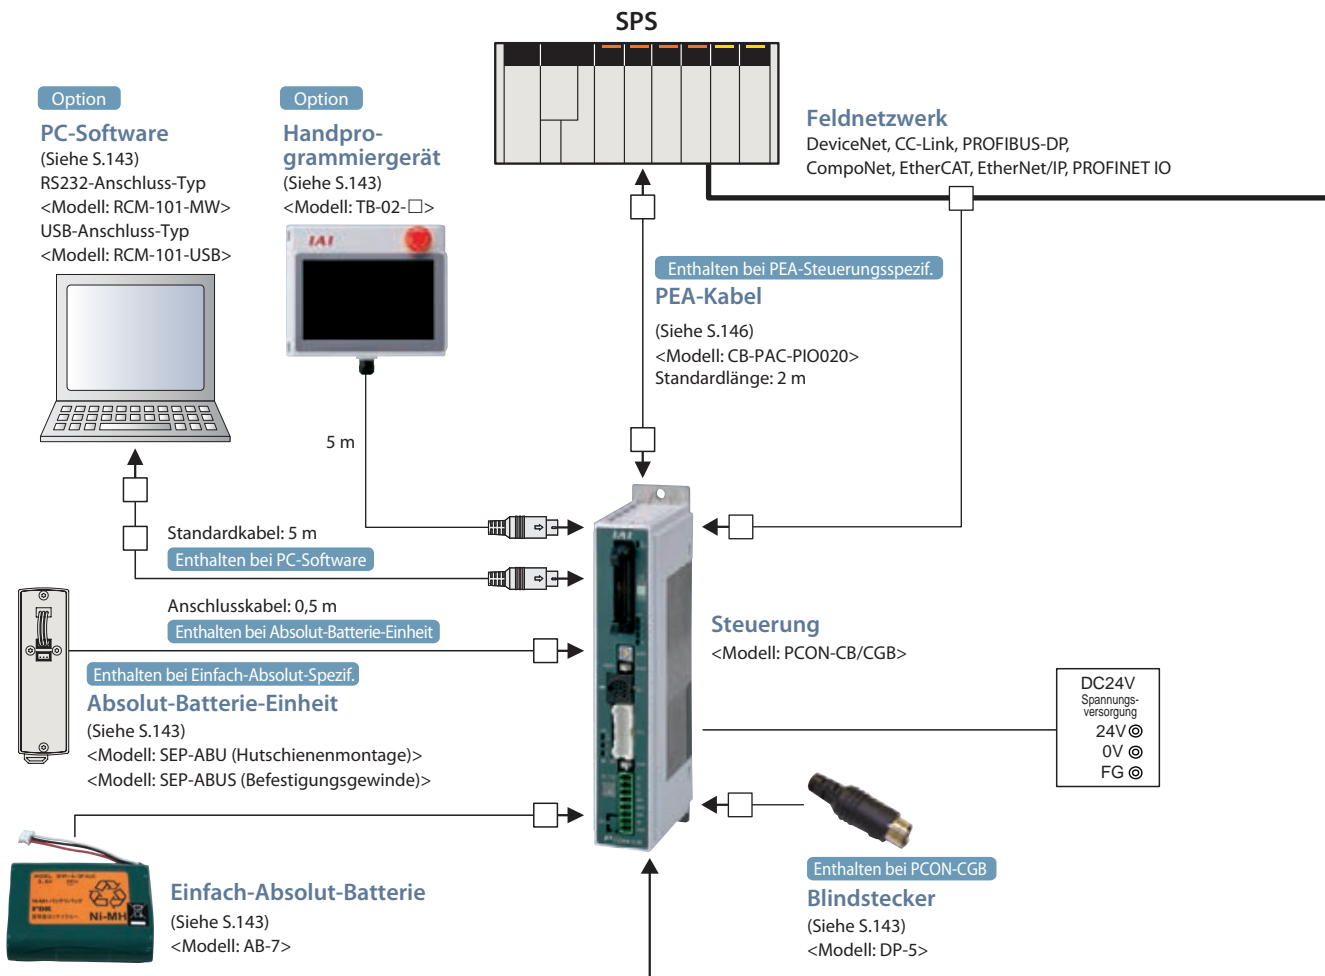 SPS
Option
PC-Software
(Siehe S.143)
RS232-Anschluss-Typ
<Modell: RCM-101-MW>
USB-Anschluss-Typ
<Modell: RCM-101-USB>
Option
Handpro-
grammiergerät
(Siehe S.143)
<Modell: TB-02-□>
IAI
Feldnetzwerk
DeviceNet, CC-Link, PROFIBUS-DP,
CompoNet, EtherCAT, EtherNet/IP, PROFINET IO
Enthalten bei PEA-Steuerungsspezif.
PEA-Kabel
(Siehe S.146)
<Modell: CB-PAC-PIO020>
Standardlänge: 2 m
5 m
Standardkabel: 5 m
Enthalten bei PC-Software
Anschlusskabel: 0,5 m
Enthalten bei Absolut-Batterie-Einheit
Enthalten bei Einfach-Absolut-Spezif.
Absolut-Batterie-Einheit
(Siehe S.143)
<Modell: SEP-ABU (Hutschienenmontage)>
<Modell: SEP-ABUS (Befestigungsgewinde)>
IAI
Steuerung
<Modell: PCON-CB/CGB>
DC24V
Spannungs-
versorgung
24V
0V
FG
Ni-MH
Einfach-Absolut-Batterie
(Siehe S.143)
<Modell: AB-7>
Enthalten bei PCON-CGB
Blindstecker
(Siehe S.143)
<Modell: DP-5>